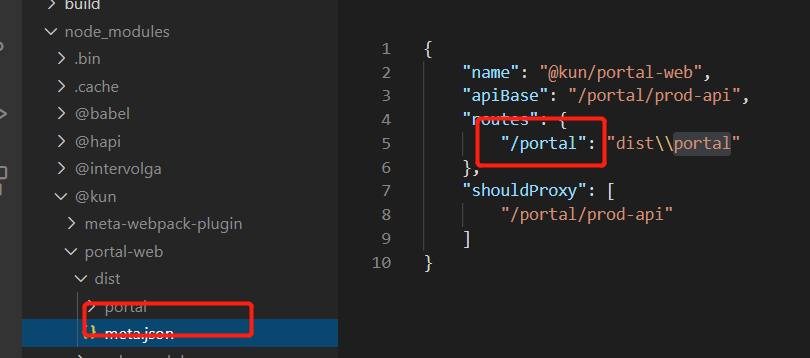 build
node_modules
.bin
.cache
@babel
@hapi
@intervolga
@kun
meta-webpack-plugin
portal-web
dist
portal
{} meta.json
1 {
2 "name": "@kun/portal-web",
3 "apiBase": "/portal/prod-api",
4 "routes": {
5 "/portal": "dist\\portal"
6 },
7 "shouldProxy": [
8 "/portal/prod-api"
9 ]
10 }